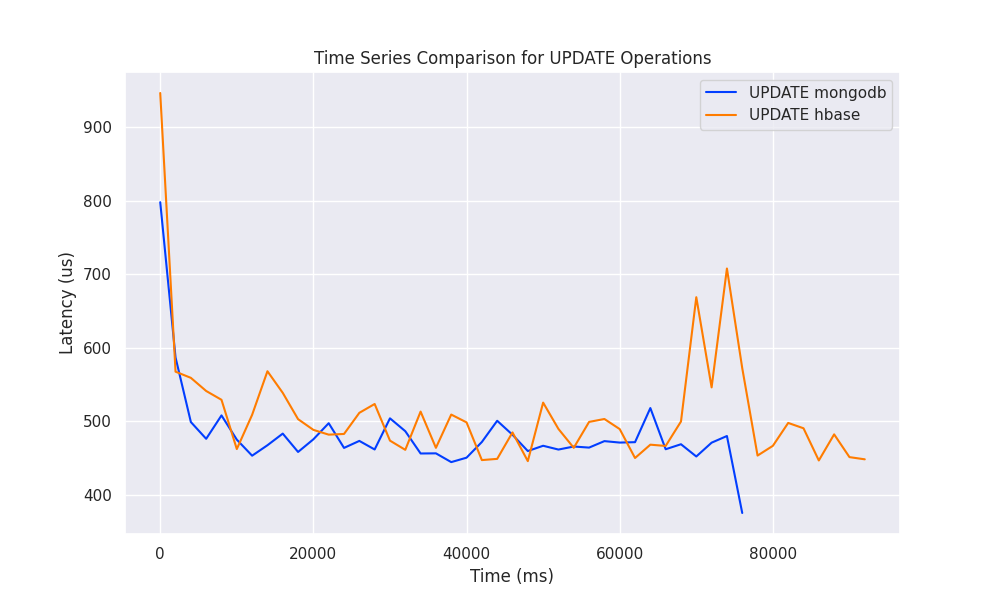 Time Series Comparison for UPDATE Operations
UPDATE mongodb
UPDATE hbase
900
800
700
600
500
400
Latency (us)
0 20000 40000 60000 80000
Time (ms)